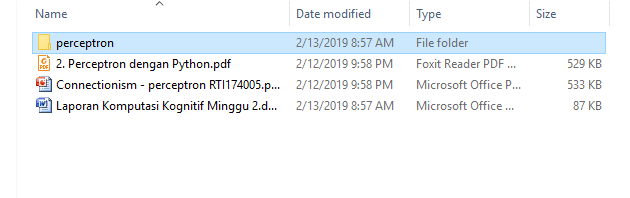 Name Date modified Type Size
perceptron 2/13/2019 8:57 AM File folder
2. Perceptron dengan Python.pdf 2/12/2019 9:58 PM Foxit Reader PDF ... 529 KB
Connectionism - perceptron RTI174005.p... 2/12/2019 9:58 PM Microsoft Office P... 533 KB
Laporan Komputasi Kognitif Minggu 2.d... 2/13/2019 8:57 AM Microsoft Office ... 87 KB